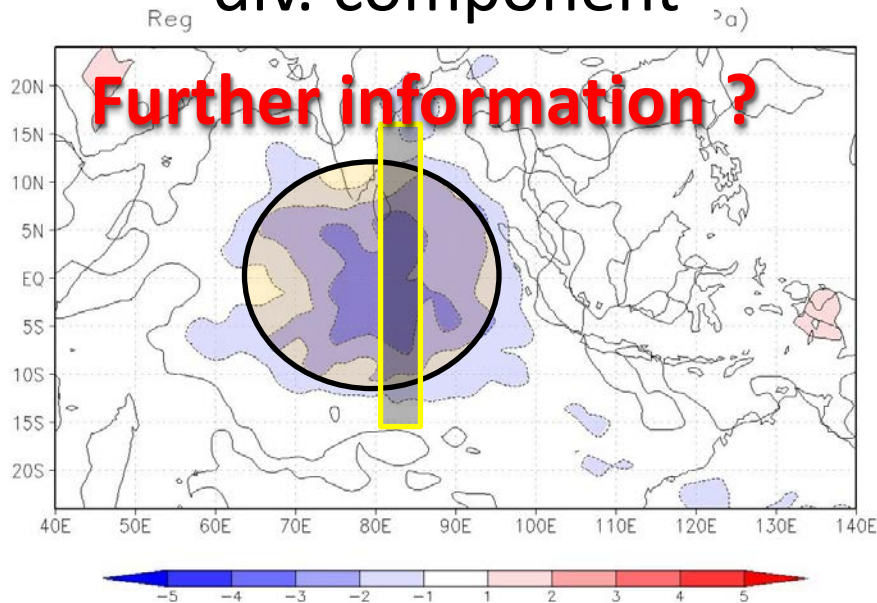 div. component
Reg
Pa)
Further information ?
20N
15N
10N
5N
EQ
5S
10S
15S
20S
40E 50E 60E 70E 80E 90E 100E 110E 120E 130E 140E
-5 -4 -3 -2 -1 1 2 3 4 5